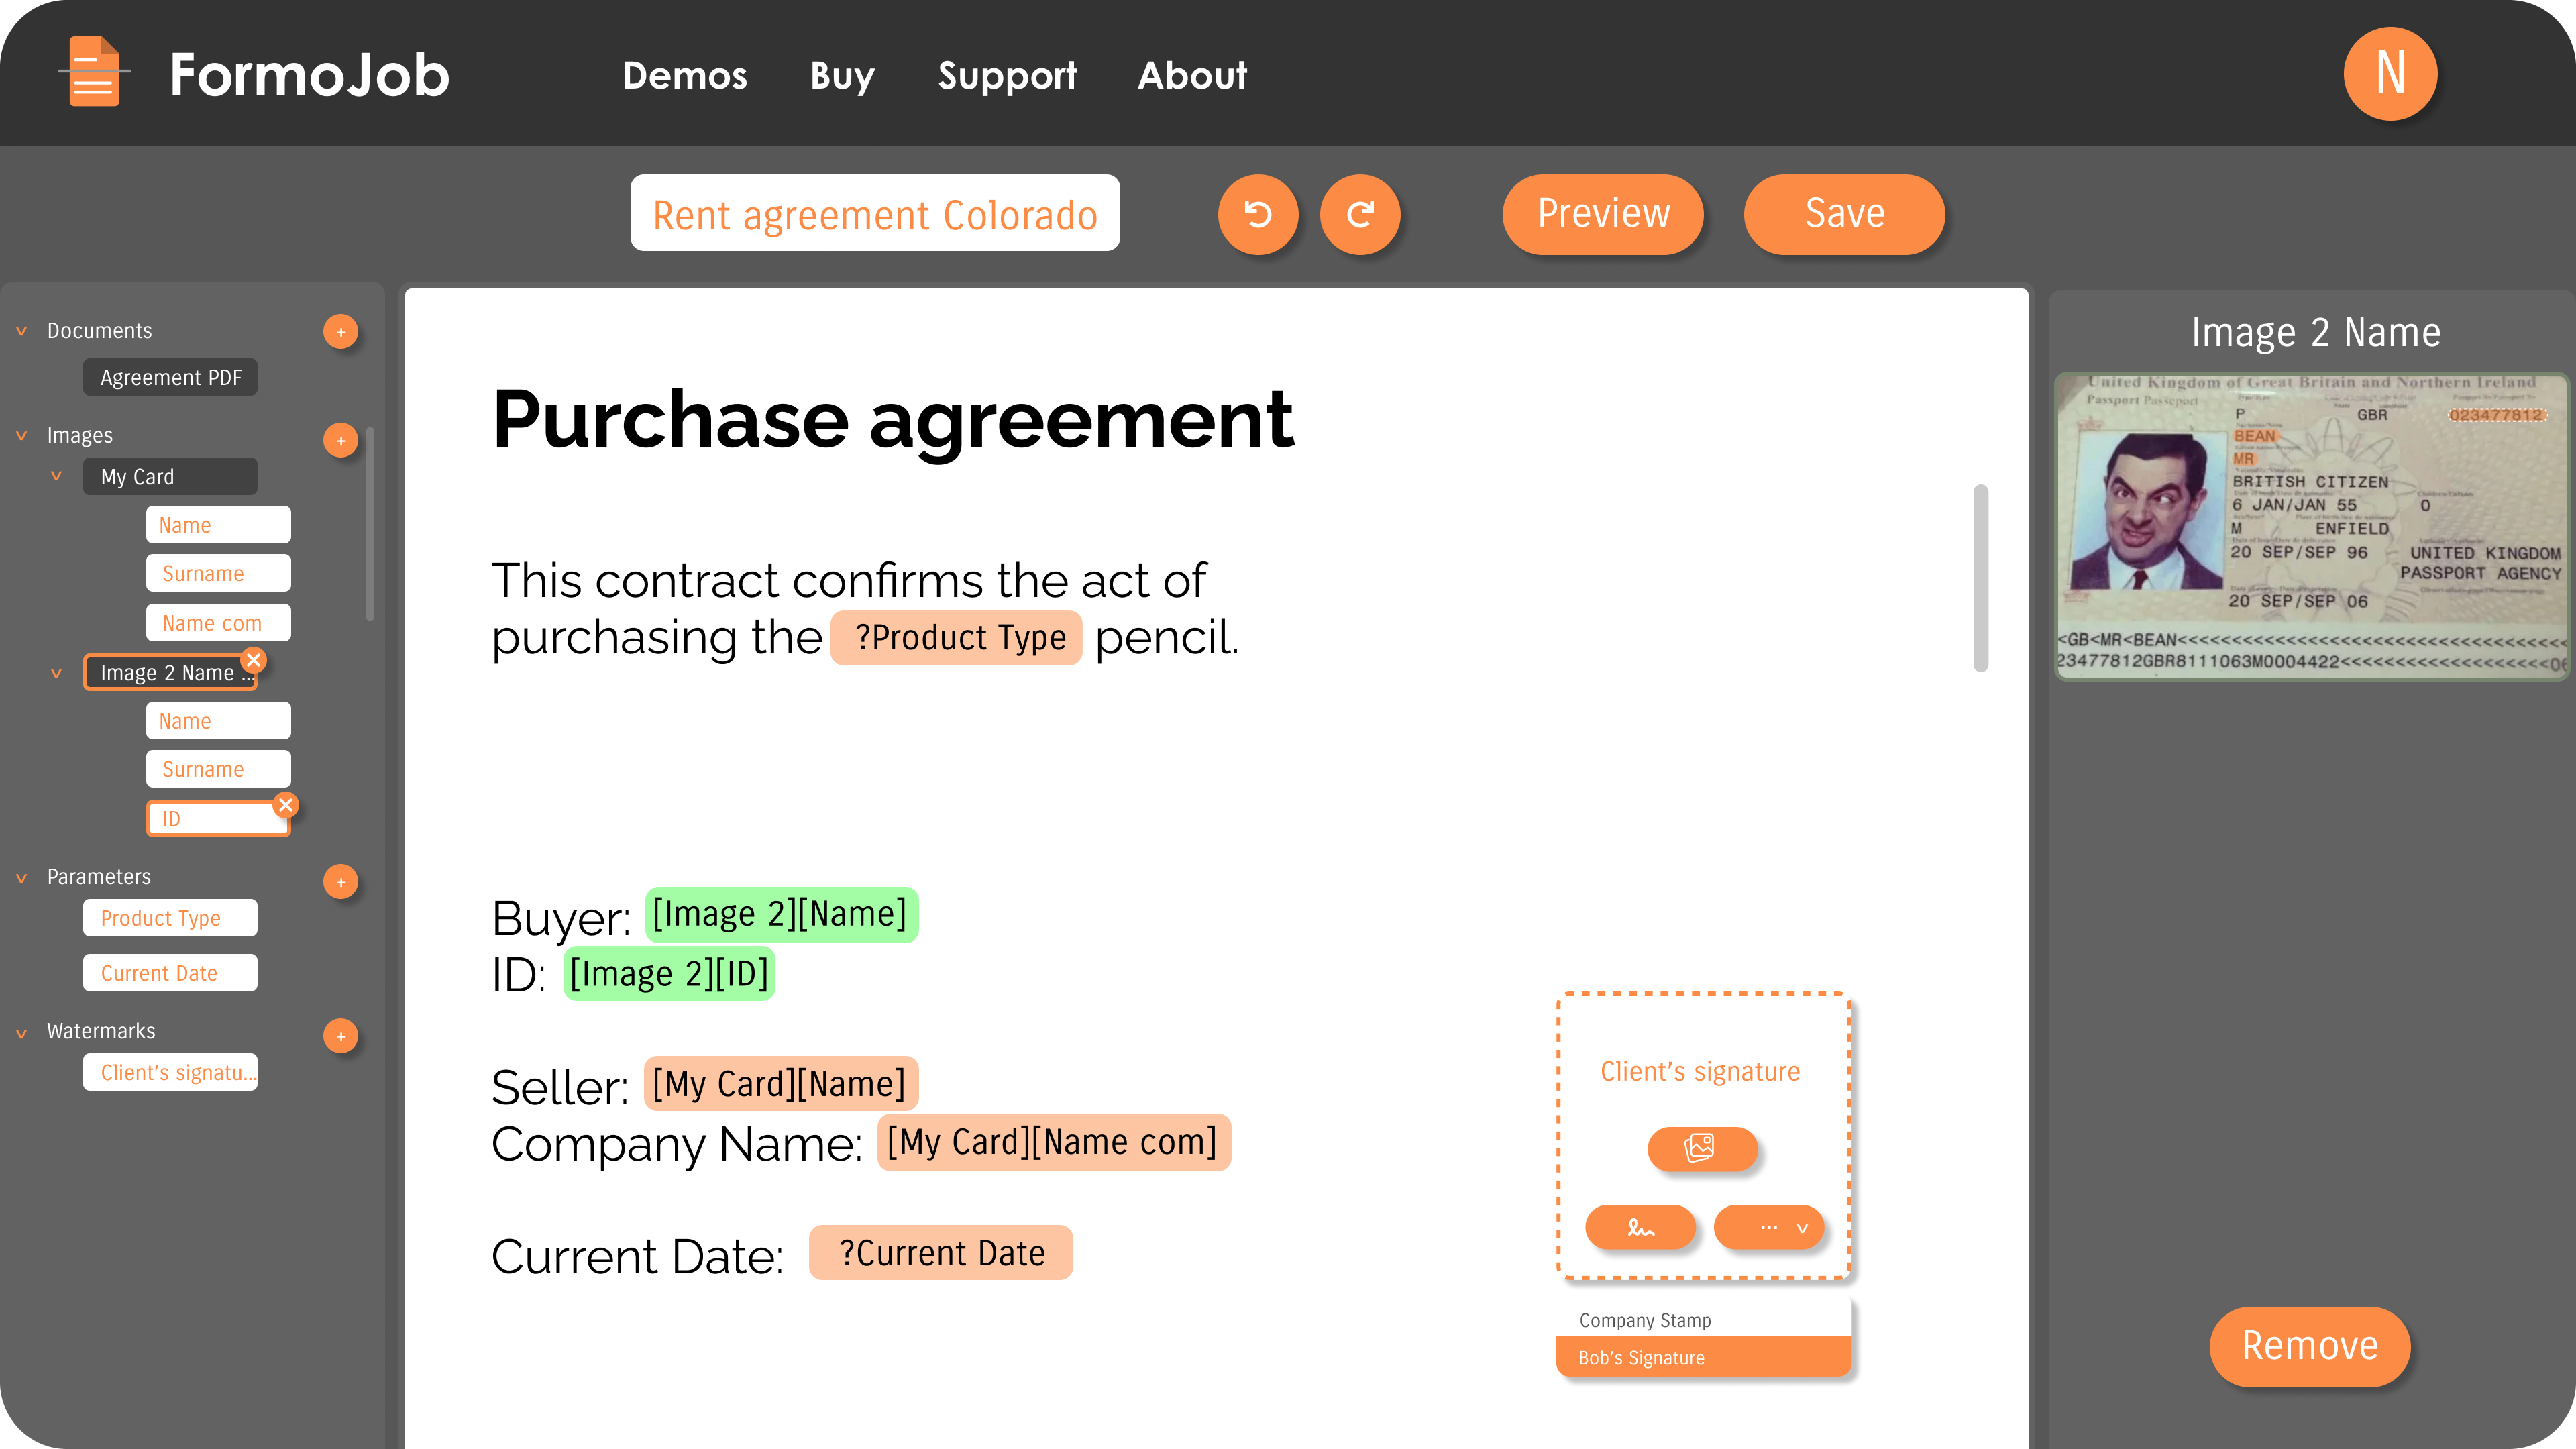 FormoJob
Demos Buy Support About
N
Rent agreement Colorado
Preview
Save
Documents
+
Agreement PDF
Images
+
My Card
Name
Surname
Name com
Image 2 Name ...
Name
Surname
ID
Parameters
+
Product Type
Current Date
Watermarks
+
Client's signatu...
Purchase agreement
This contract confirms the act of
purchasing the ?Product Type pencil.
Buyer: [Image 2][Name]
ID: [Image 2][ID]
Seller: [My Card][Name]
Company Name: [My Card][Name com]
Current Date: ?Current Date
Client's signature
...
Company Stamp
Bob's Signature
Image 2 Name
United Kingdom of Great Britain and Northern Ireland
Passport Passeport
P GBR 023477812
BEAN
MR
BRITISH CITIZEN
6 JAN/JAN 55 0
M ENFIELD
20 SEP/SEP 96 UNITED KINGDOM
PASSPORT AGENCY
20 SEP/SEP 06
<GB<MR<BEAN<<<<<<<<<<<<<<<<<<<<<<<<<<<<<
23477812GBR8111063M0004422<<<<<<<<<<<<<<<<<06
Remove